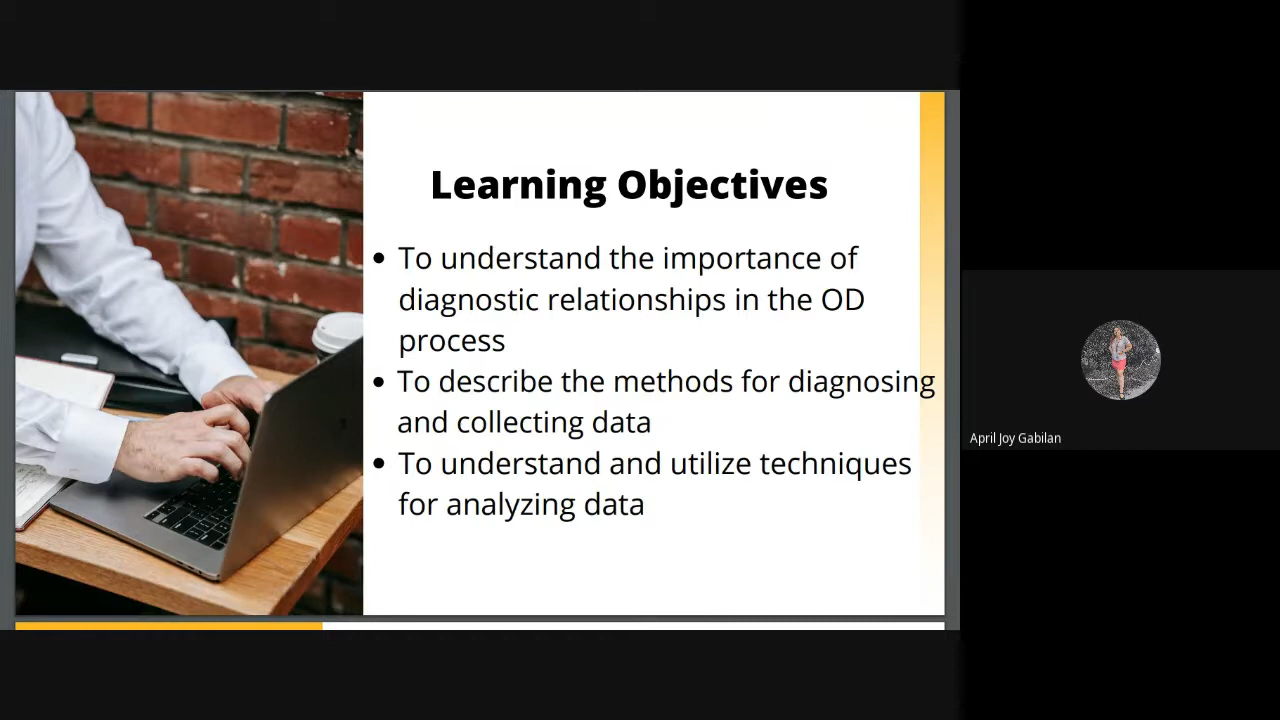 Learning Objectives
• To understand the importance of
diagnostic relationships in the OD
process
• To describe the methods for diagnosing
and collecting data
• To understand and utilize techniques
for analyzing data
April Joy Gabilan